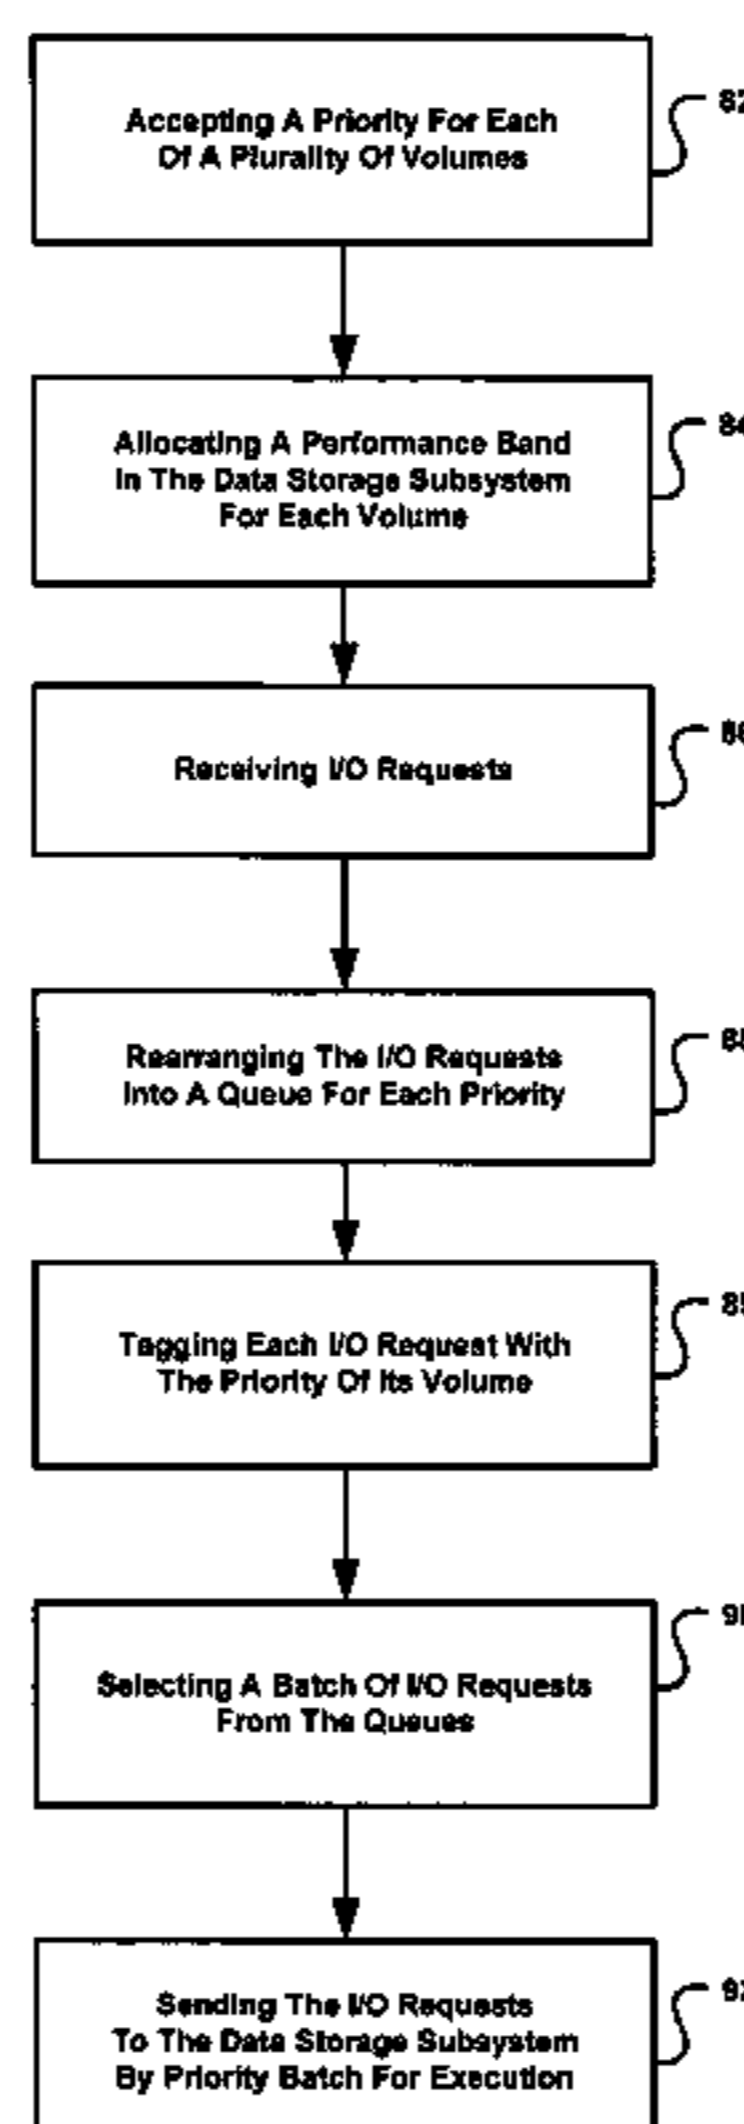 Accepting A Priority For Each
Of A Plurality Of Volumes
82
Allocating A Performance Band
In The Data Storage Subsystem
For Each Volume
84
Receiving I/O Requests
Rearranging The I/O Requests
Into A Queue For Each Priority
Tagging Each I/O Request With
The Priority Of Its Volume
Selecting A Batch Of I/O Requests
From The Queues
Sending The I/O Requests
To The Data Storage Subsystem
By Priority Batch For Execution